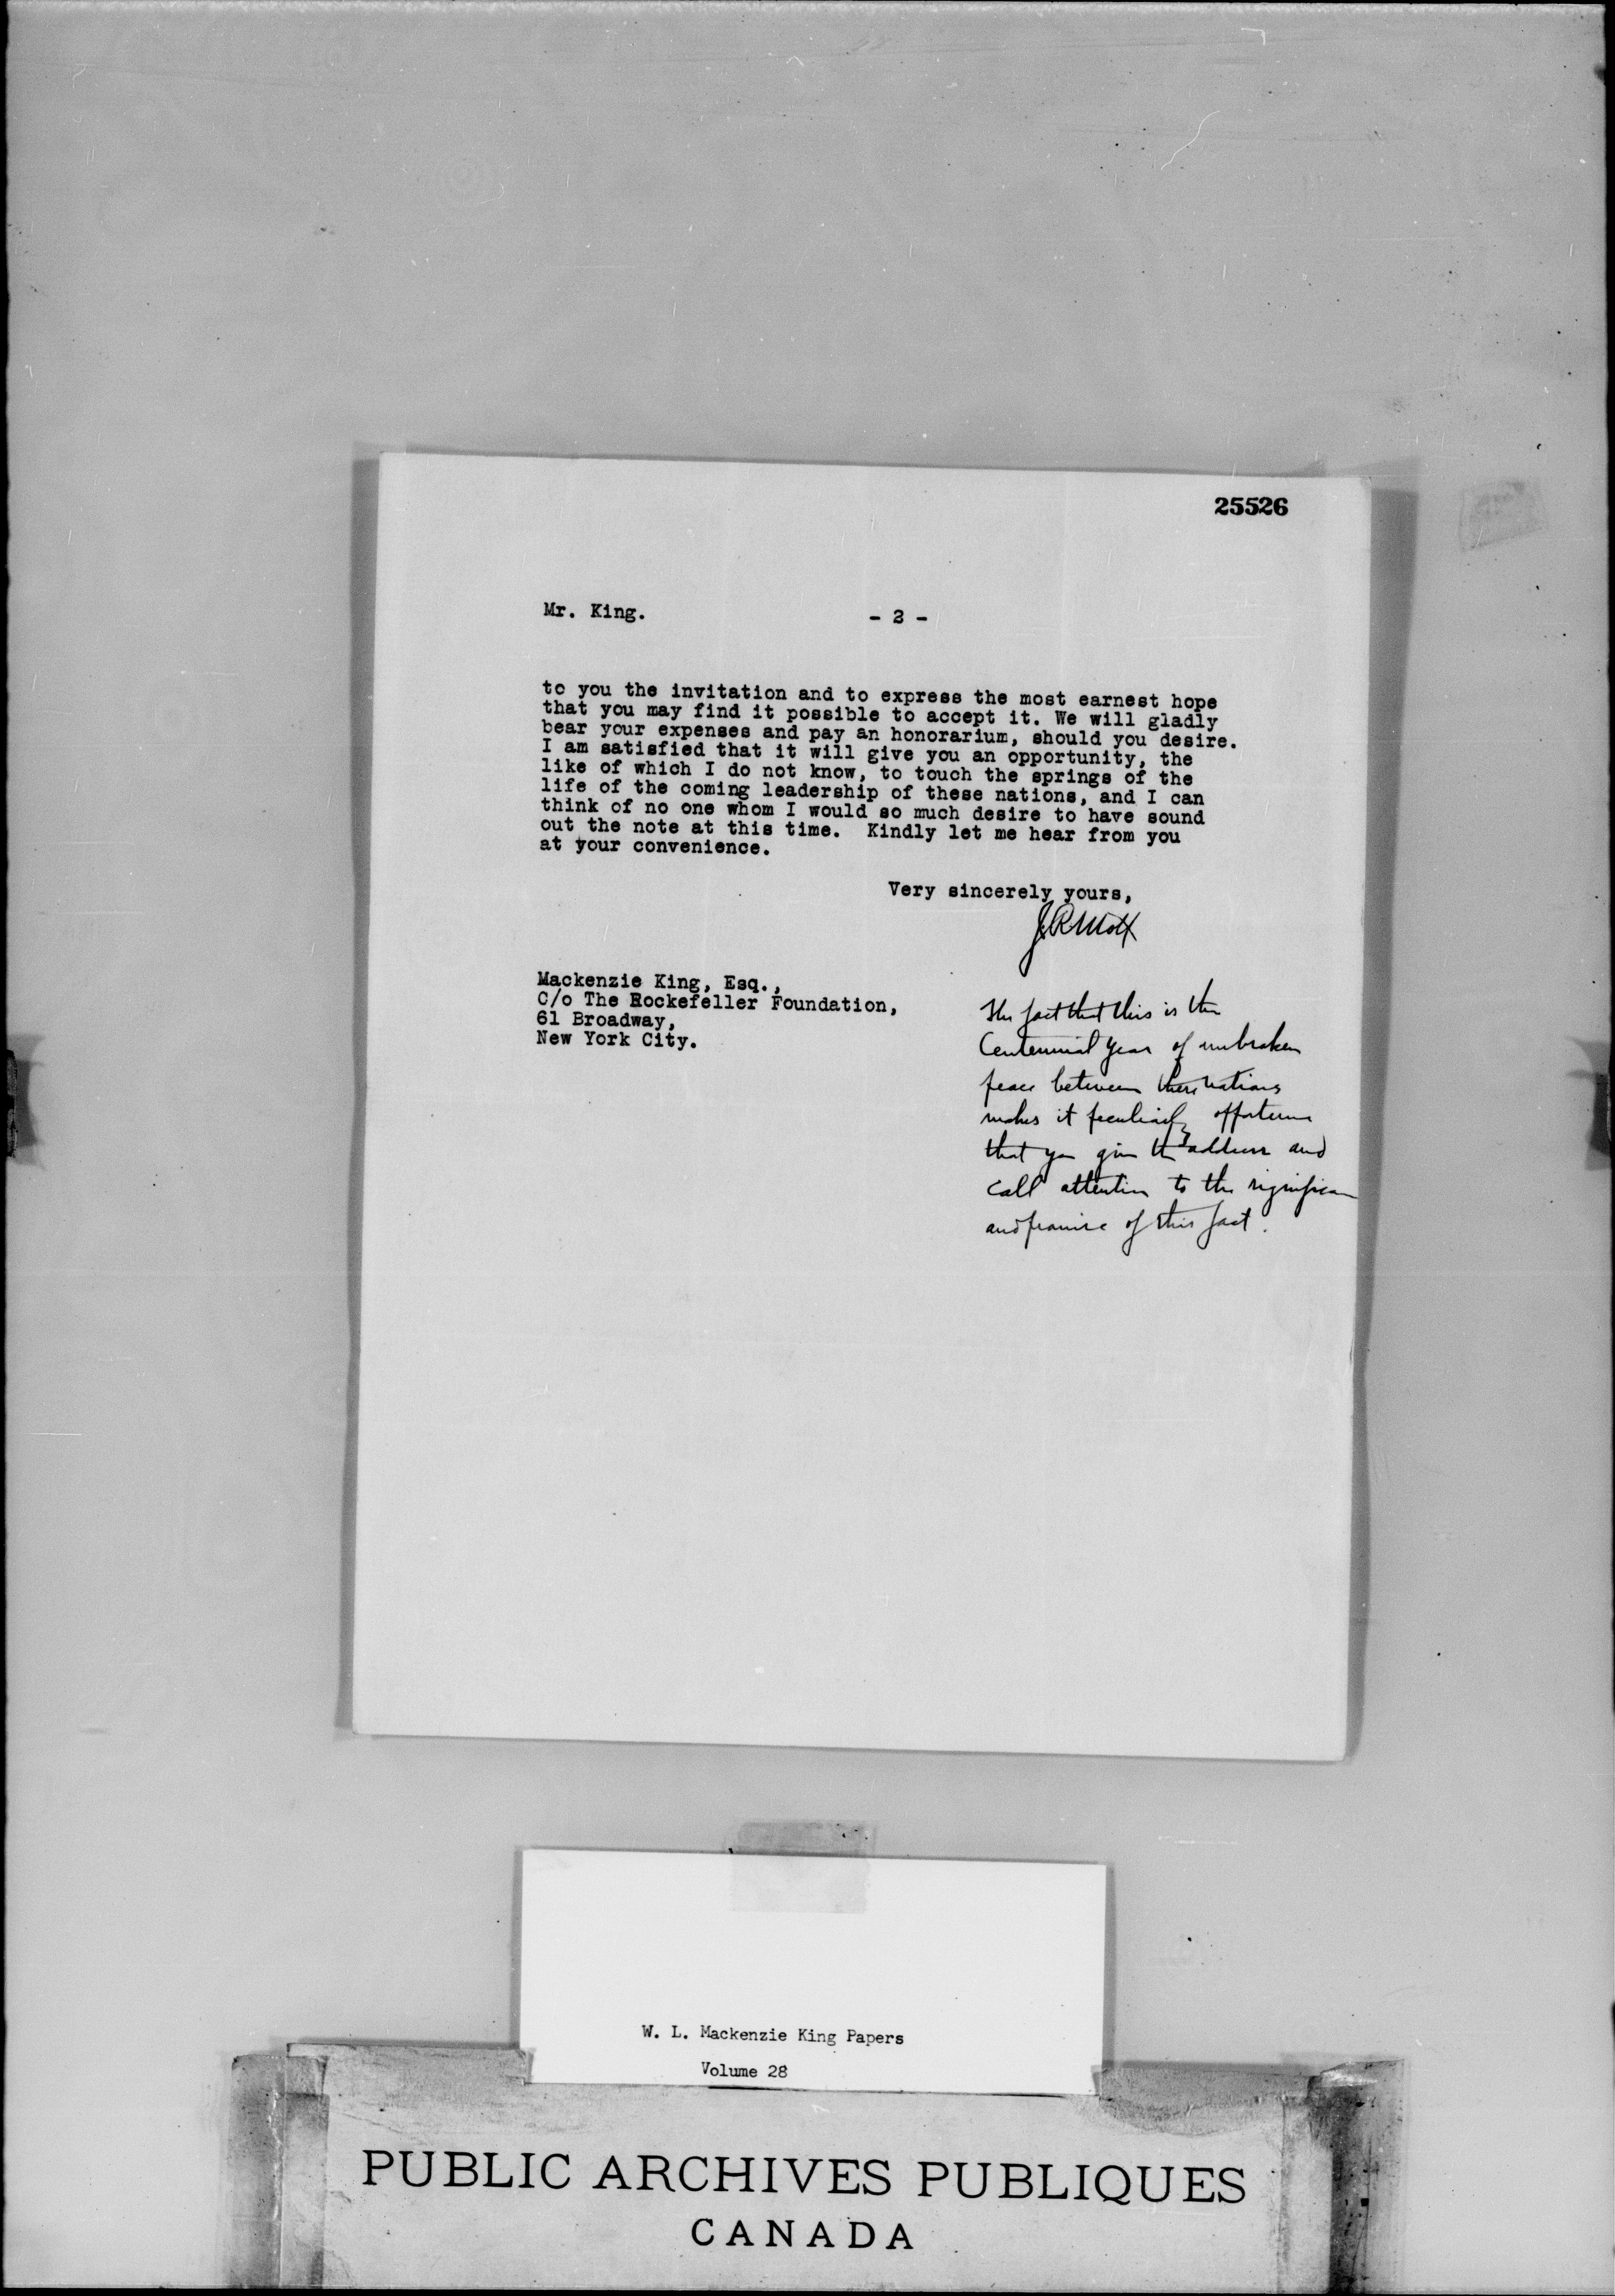 25526
Mr. King. - 2 -
to you the invitation and to express the most earnest hope
that you may find it possible to accept it. We will gladly
bear your expenses and pay an honorarium, should you desire.
I am satisfied that it will give you an opportunity, the
like of which I do not know, to touch the springs of the
life of the coming leadership of these nations, and I can
think of no one whom I would so much desire to have sound
out the note at this time. Kindly let me hear from you
at your convenience.
Very sincerely yours,
J.R. Mott
Mackenzie King, Esq.,
C/o The Rockefeller Foundation,
61 Broadway,
New York City.
The fact that this is the
Centennial year of unbroken
peace between these nations
makes it peculiarly opportune
that you give the address and
call attention to the significance
and promise of this fact.
W. L. Mackenzie King Papers
Volume 28
PUBLIC ARCHIVES PUBLIQUES
CANADA